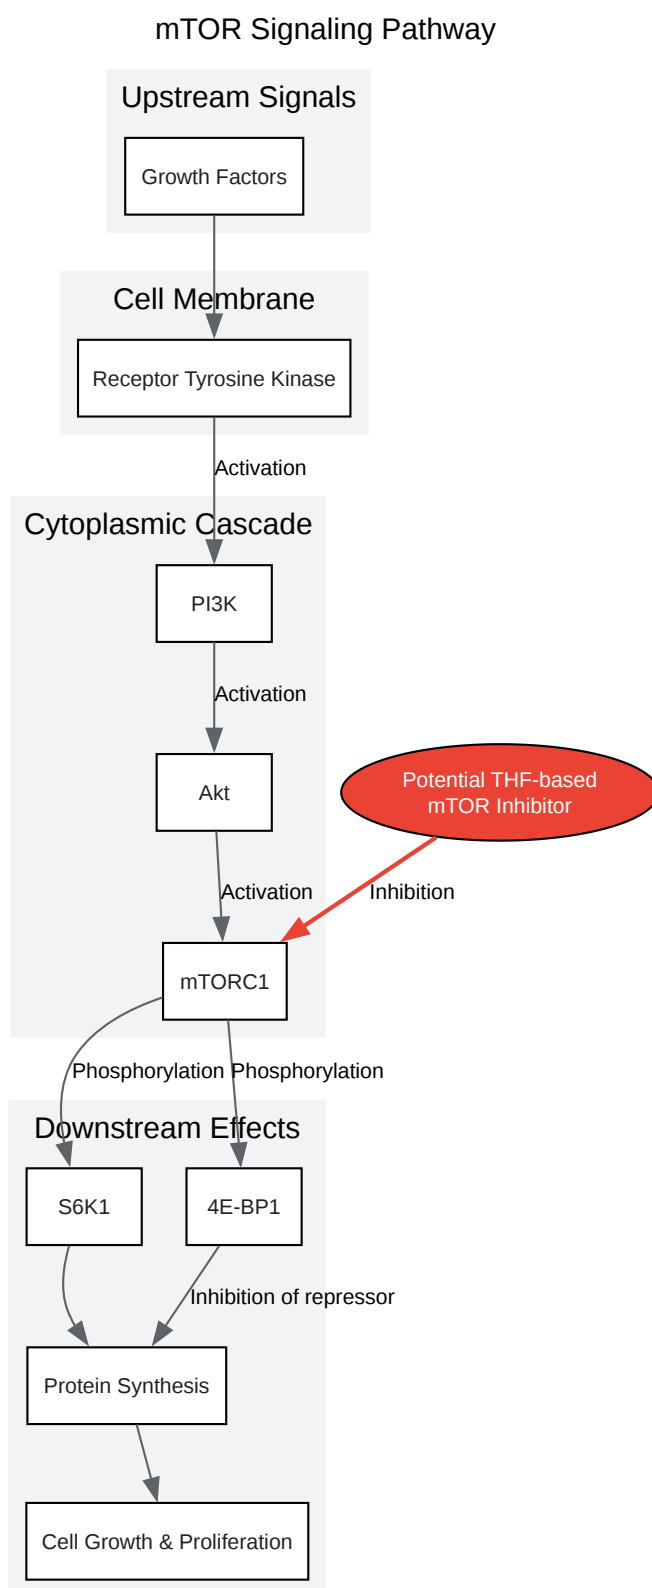 mTOR Signaling Pathway
Upstream Signals
Growth Factors
Cell Membrane
Receptor Tyrosine Kinase
Activation
Cytoplasmic Cascade
PI3K
Activation
Akt
Potential THF-based
mTOR Inhibitor
Activation
Inhibition
mTORC1
Phosphorylation
Phosphorylation
Downstream Effects
S6K1
4E-BP1
Inhibition of repressor
Protein Synthesis
Cell Growth & Proliferation